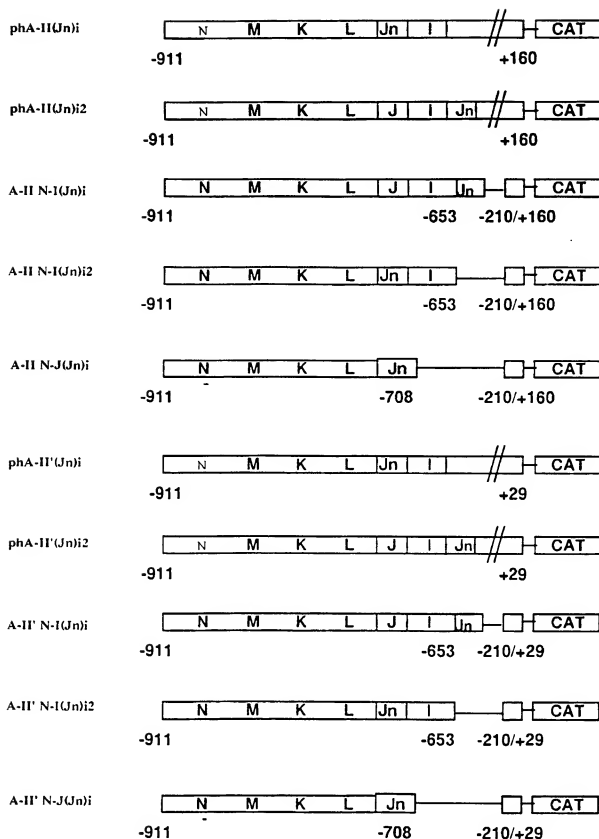 phA-II(Jn)i N M K L Jn I CAT
-911 +160
phA-II(Jn)i2 N M K L J I Jn CAT
-911 +160
A-II N-I(Jn)i N M K L J I Jn CAT
-911 -653 -210/+160
A-II N-I(Jn)i2 N M K L Jn I CAT
-911 -653 -210/+160
A-II N-J(Jn)i N M K L Jn CAT
-911 -708 -210/+160
phA-II'(Jn)i N M K L Jn I CAT
-911 +29
phA-II'(Jn)i2 N M K L J I Jn CAT
-911 +29
A-II' N-I(Jn)i N M K L J I Jn CAT
-911 -653 -210/+29
A-II' N-I(Jn)i2 N M K L Jn I CAT
-911 -653 -210/+29
A-II' N-J(Jn)i N M K L Jn CAT
-911 -708 -210/+29